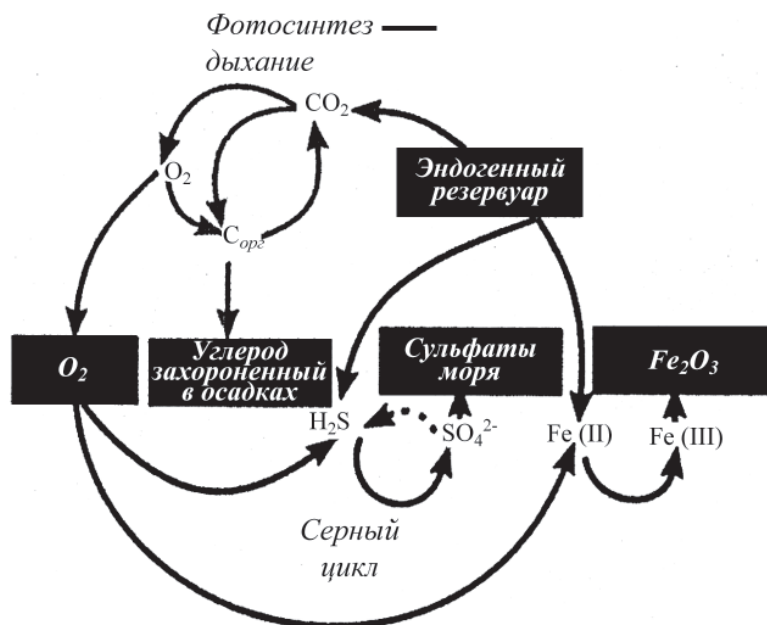 Фотосинтез
дыхание
CO₂
Эндогенный
резервуар
O₂
Cорг
O₂
Углерод
захороненный
в осадках
Сульфаты
моря
Fe₂O₃
H₂S
SO₄²⁻
Fe (II)
Fe (III)
Серный
цикл